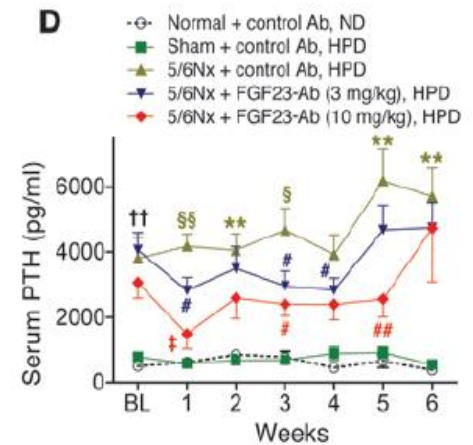 D
Normal + control Ab, ND
Sham + control Ab, HPD
5/6Nx + control Ab, HPD
5/6Nx + FGF23-Ab (3 mg/kg), HPD
5/6Nx + FGF23-Ab (10 mg/kg), HPD
Serum PTH (pg/ml)
6000
4000
2000
0
††
§§
**
§
**
**
#
#
#
‡
#
##
BL 1 2 3 4 5 6
Weeks